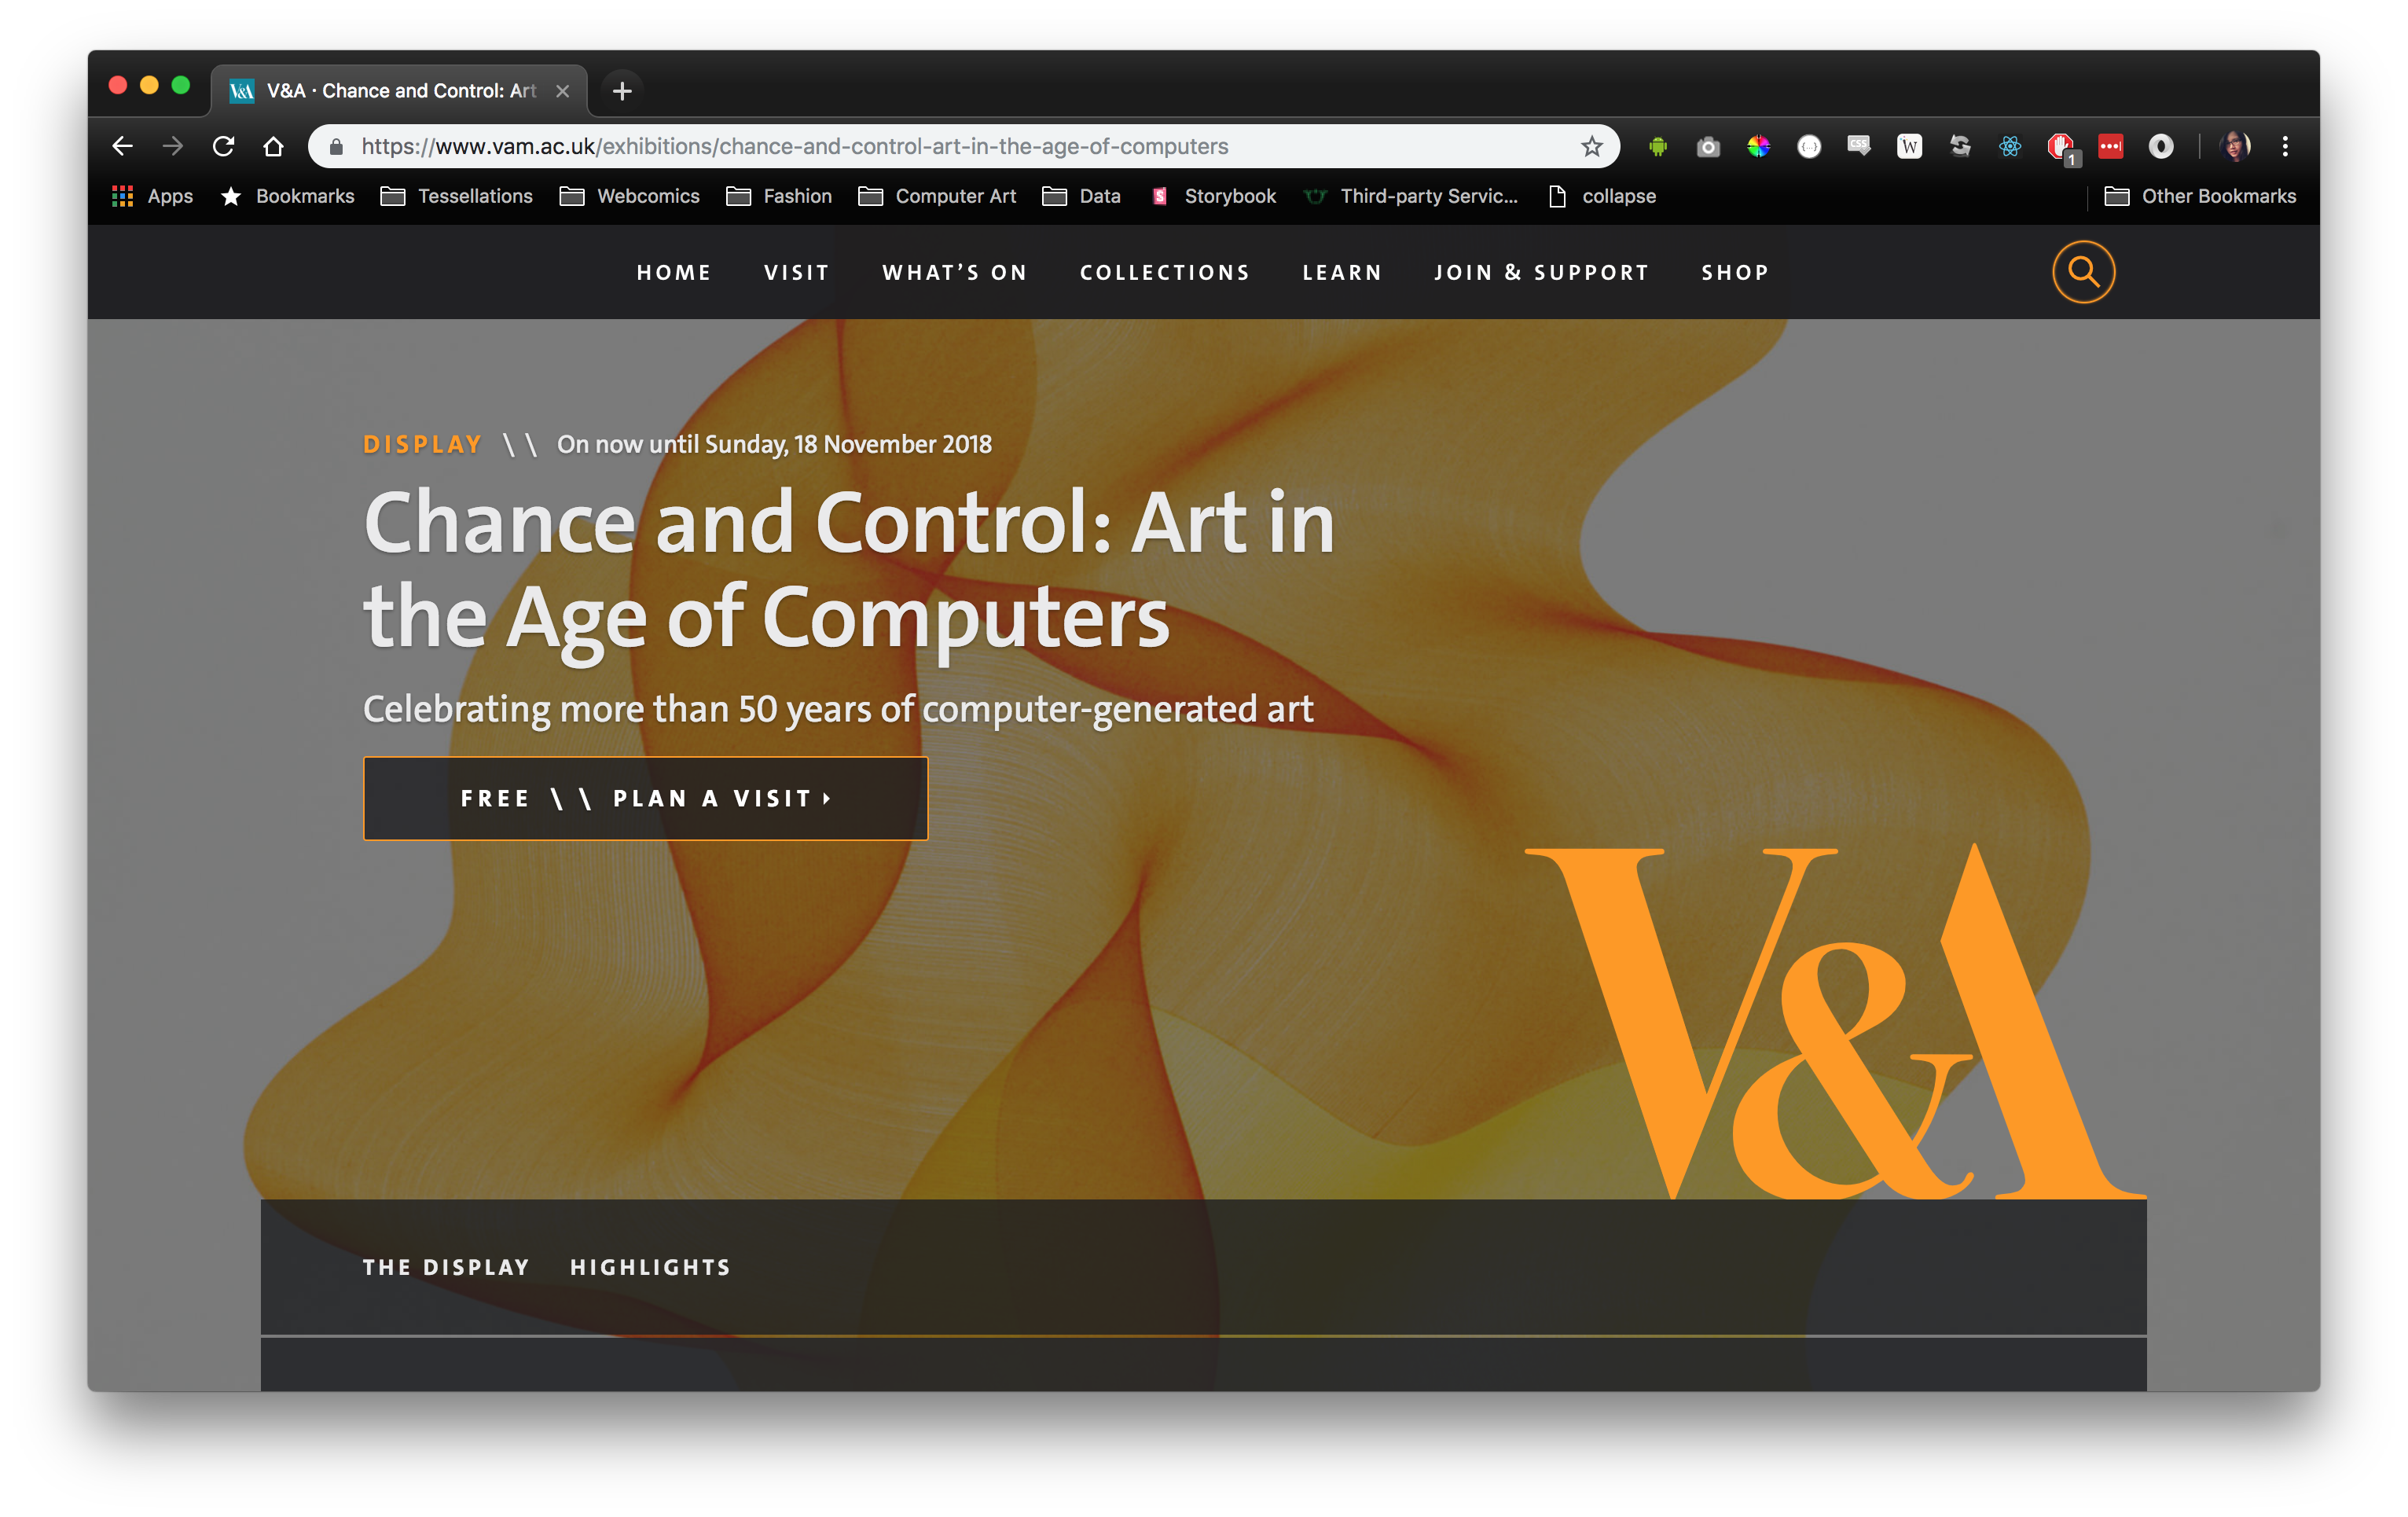 V&A · Chance and Control: Art
https://www.vam.ac.uk/exhibitions/chance-and-control-art-in-the-age-of-computers
CSS
W
1
Apps Bookmarks Tessellations Webcomics Fashion Computer Art Data Storybook Third-party Servic... collapse Other Bookmarks
HOME VISIT WHAT'S ON COLLECTIONS LEARN JOIN & SUPPORT SHOP
DISPLAY \\ On now until Sunday, 18 November 2018
Chance and Control: Art in
the Age of Computers
Celebrating more than 50 years of computer-generated art
FREE \\ PLAN A VISIT
V&A
THE DISPLAY HIGHLIGHTS